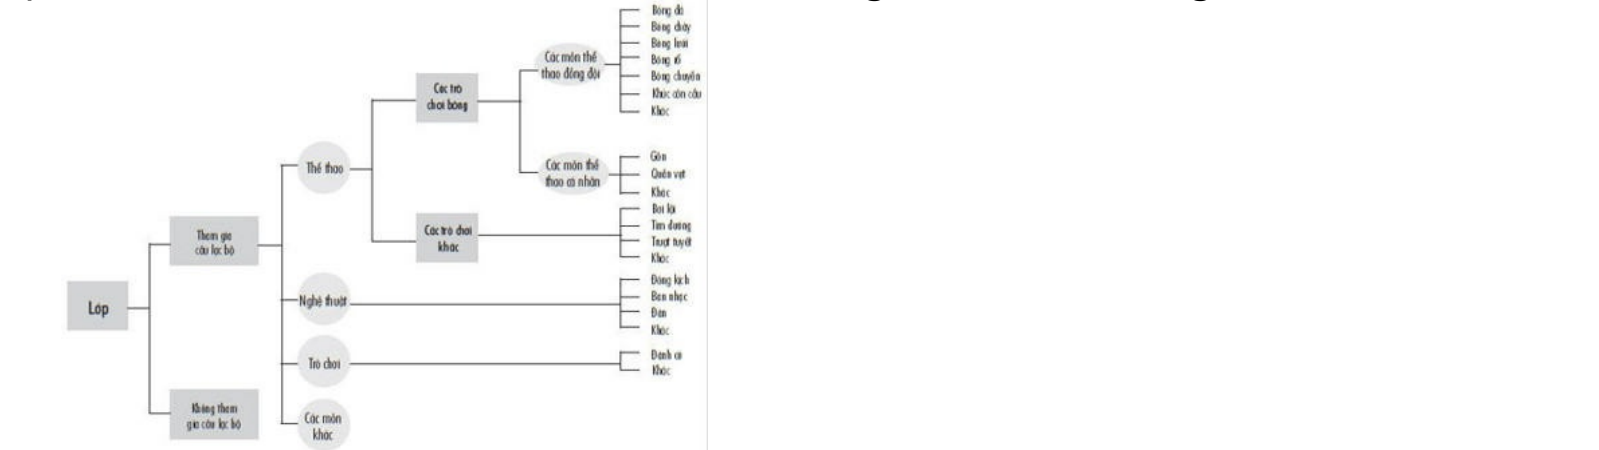 Bóng đá
Bóng chày
Bóng lưới
Bóng rổ
Bóng chuyền
Khúc côn cầu
Khác
Các môn thể
thao đồng đội
Các trò
chơi bóng
Các môn thể
thao cá nhân
Gôn
Quần vợt
Khác
Thể thao
Bơi lội
Tìm đường
Trượt tuyết
Khác
Các trò chơi
khác
Tham gia
câu lạc bộ
Lớp
Nghệ thuật
Đóng kịch
Ban nhạc
Đàn
Khác
Trò chơi
Đánh cờ
Khác
Không tham
gia câu lạc bộ
Các môn
khác